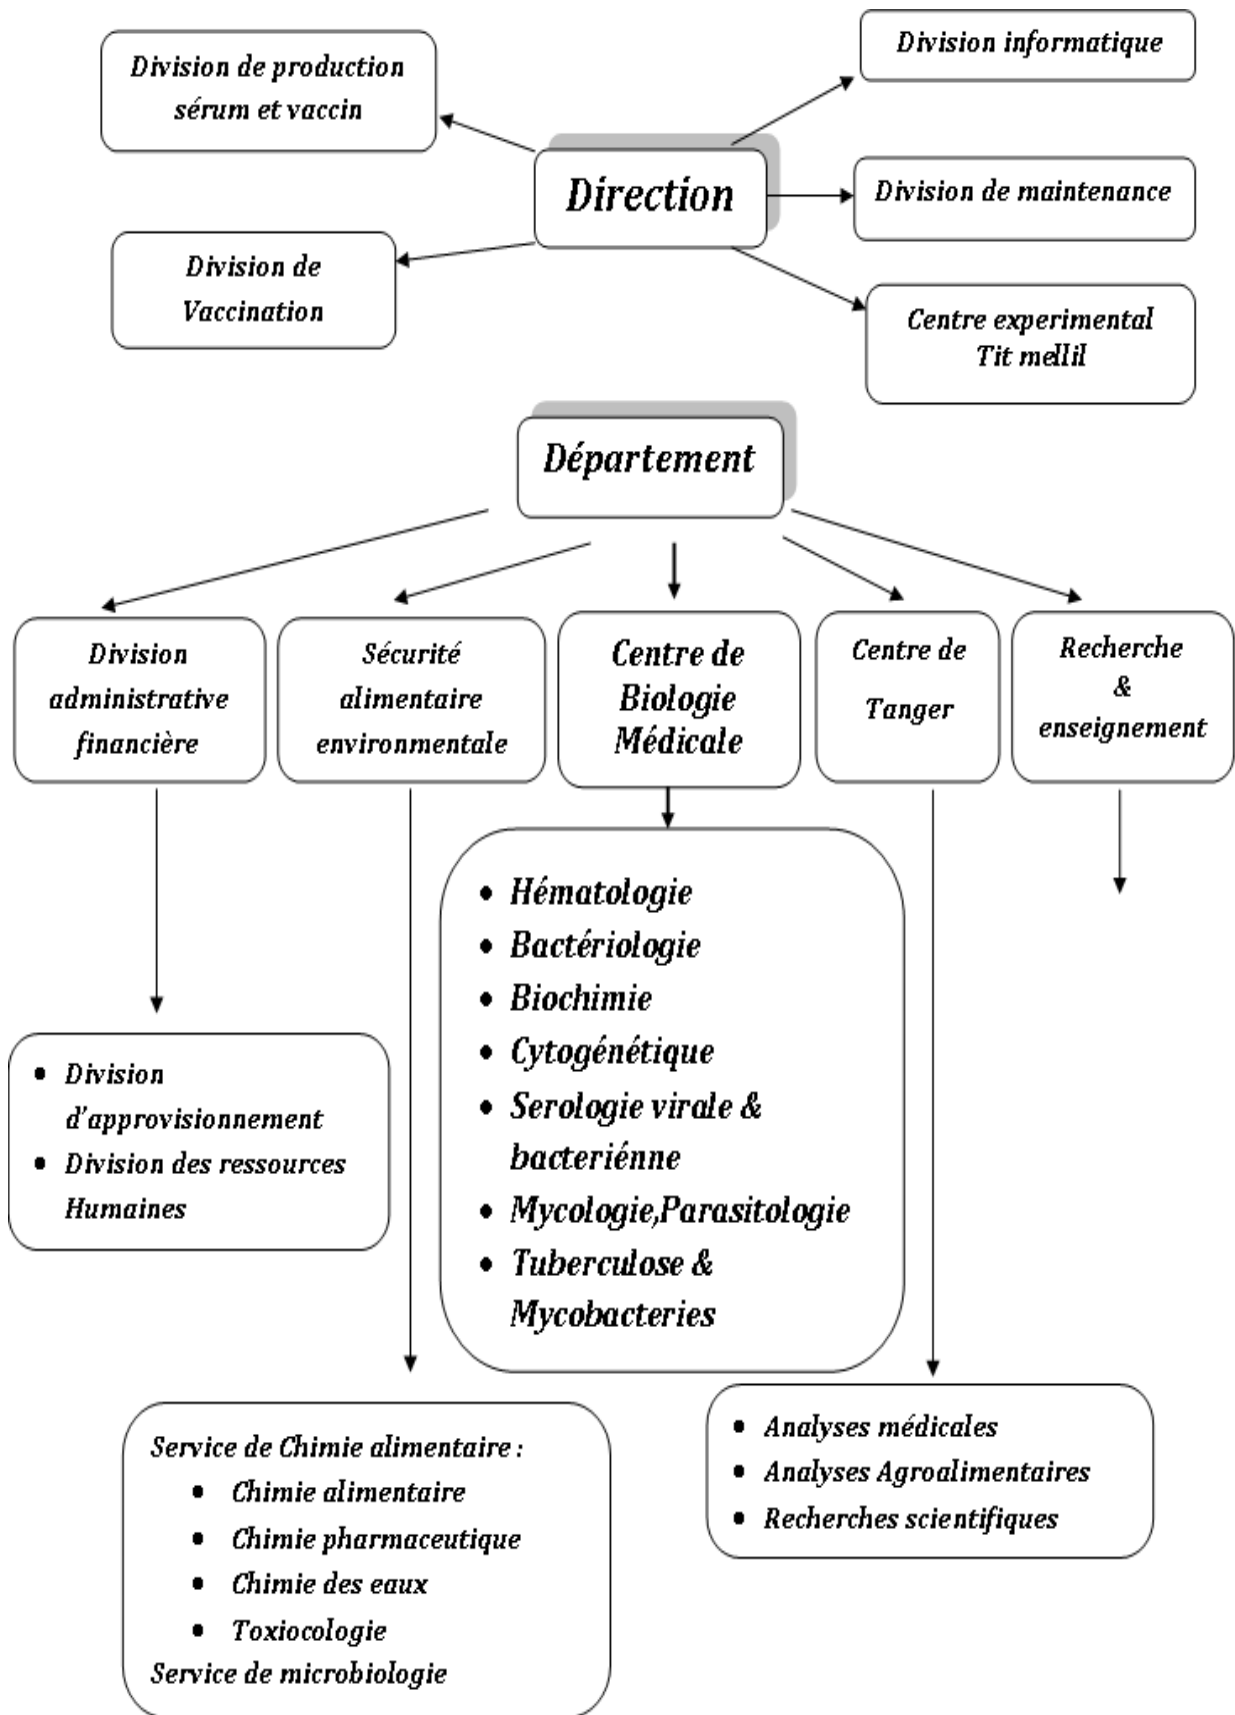 Division de production
sérum et vaccin
Division informatique
Direction
Division de maintenance
Division de
Vaccination
Centre experimental
Tit mellil
Département
Division
administrative
financière
Sécurité
alimentaire
environmentale
Centre de
Biologie
Médicale
Centre de
Tanger
Recherche
&
enseignement
• Hématologie
• Bactériologie
• Biochimie
• Cytogénétique
• Serologie virale &
bacteriénne
• Mycologie,Parasitologie
• Tuberculose &
Mycobacteries
• Division
d'approvisionnement
• Division des ressources
Humaines
Service de Chimie alimentaire :
• Chimie alimentaire
• Chimie pharmaceutique
• Chimie des eaux
• Toxiocologie
Service de microbiologie
• Analyses médicales
• Analyses Agroalimentaires
• Recherches scientifiques